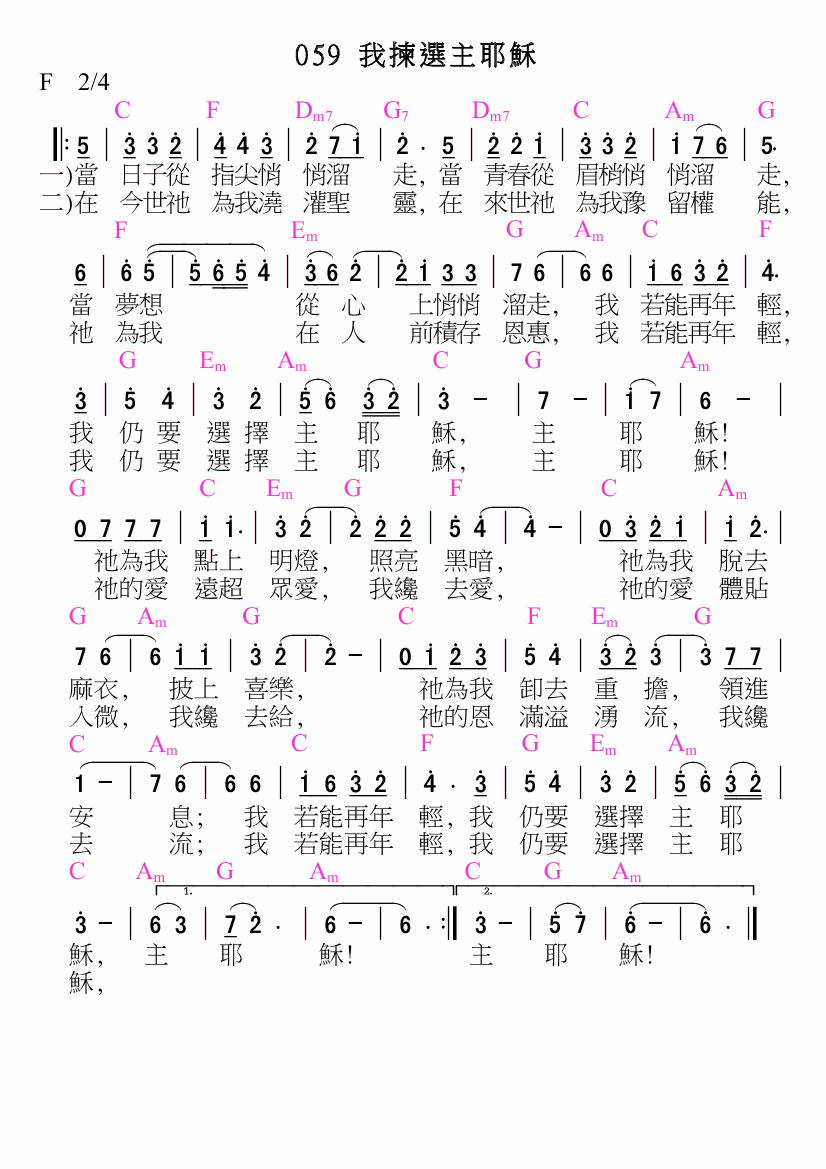 059 我揀選主耶穌
F 2/4
C F Dm7 G7 Dm7 C Am G
5 | 3 3 2 | 4 4 3 | 2 7 1 | 2 . 5 | 2 2 1 | 3 3 2 | 1 7 6 | 5.
一)當 日子從 指尖悄 悄溜 走, 當 青春從 眉梢悄 悄溜 走,
二)在 今世祂 為我澆 灌聖 靈, 在 來世祂 為我豫 留權 能,
F Em G Am C F
6 | 6 5 | 5 6 5 4 | 3 6 2 | 2 1 3 3 | 7 6 | 6 6 | 1 6 3 2 | 4.
當 夢想 從 心 上悄悄 溜走, 我 若能再年 輕,
祂 為我 在 人 前積存 恩惠, 我 若能再年 輕,
G Em Am C G Am
3 | 5 4 | 3 2 | 5 6 3 2 | 3 - | 7 - | 1 7 | 6 - |
我 仍 要 選 擇 主 耶 穌, 主 耶 穌!
我 仍 要 選 擇 主 耶 穌, 主 耶 穌!
G C Em G F C Am
0 7 7 7 | 1 1. | 3 2 | 2 2 2 | 5 4 | 4 - | 0 3 2 1 | 1 2. |
祂為我 點上 明燈, 照亮 黑暗, 祂為我 脫去
祂的愛 遠超 眾愛, 我纔 去愛, 祂的愛 體貼
G Am G C F Em G
7 6 | 6 1 1 | 3 2 | 2 - | 0 1 2 3 | 5 4 | 3 2 3 | 3 7 7 |
麻衣, 披上 喜樂, 祂為我 卸去 重 擔, 領進
入微, 我纔 去給, 祂的恩 滿溢 湧 流, 我纔
C Am C F G Em Am
1 - | 7 6 | 6 6 | 1 6 3 2 | 4 . 3 | 5 4 | 3 2 | 5 6 3 2 |
安 息; 我 若能再年 輕, 我 仍要 選擇 主 耶
去 流; 我 若能再年 輕, 我 仍要 選擇 主 耶
C Am G Am C G Am
1. 2.
3 - | 6 3 | 7 2 . | 6 - | 6 . :‖ 3 - | 5 7 | 6 - | 6 . ‖
穌, 主 耶 穌! 主 耶 穌!
穌,